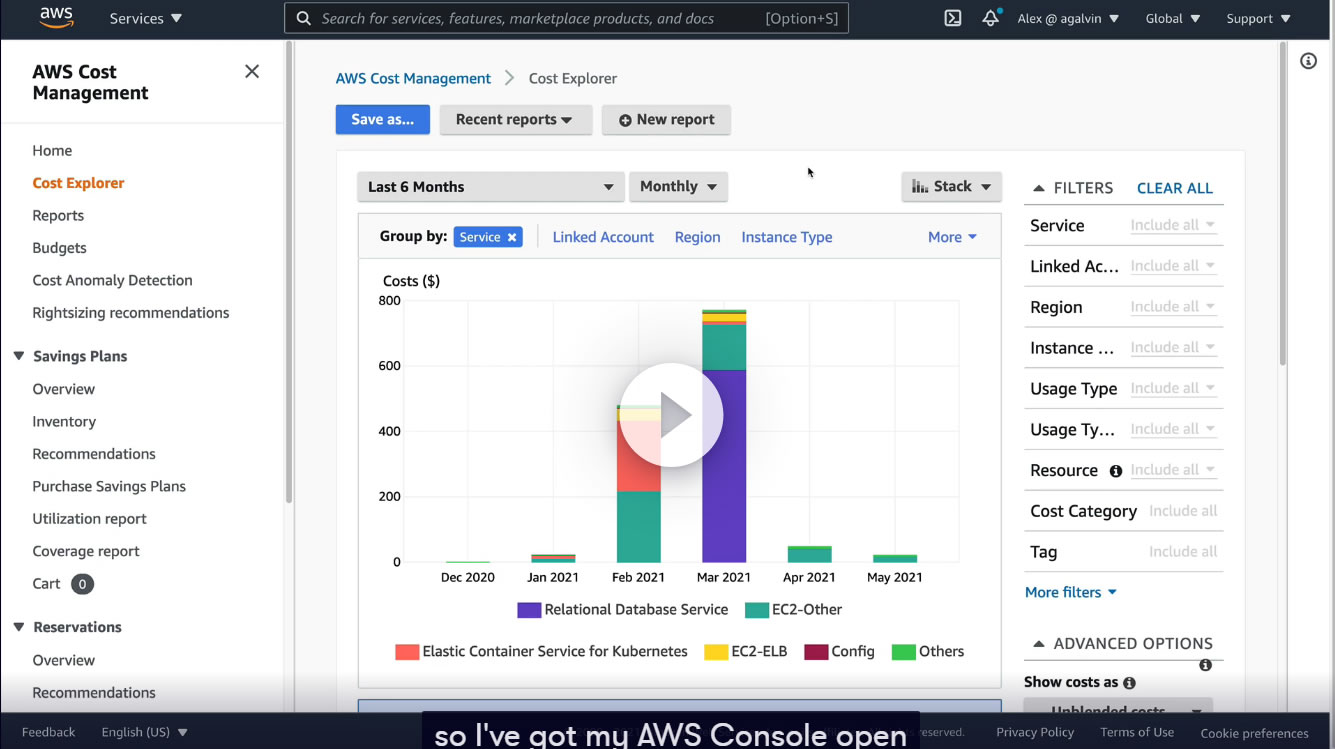 aws
Services
Search for services, features, marketplace products, and docs
[Option+S]
Alex @ agalvin
Global
Support
AWS Cost
Management
Home
Cost Explorer
Reports
Budgets
Cost Anomaly Detection
Rightsizing recommendations
Savings Plans
Overview
Inventory
Recommendations
Purchase Savings Plans
Utilization report
Coverage report
Cart 0
Reservations
Overview
Recommendations
AWS Cost Management > Cost Explorer
Save as...
Recent reports
New report
Last 6 Months
Monthly
Stack
Group by: Service × Linked Account Region Instance Type More
Costs ($)
800
600
400
200
0
Dec 2020 Jan 2021 Feb 2021 Mar 2021 Apr 2021 May 2021
Relational Database Service EC2-Other
Elastic Container Service for Kubernetes EC2-ELB Config Others
FILTERS CLEAR ALL
Service Include all
Linked Ac... Include all
Region Include all
Instance ... Include all
Usage Type Include all
Usage Ty... Include all
Resource Include all
Cost Category Include all
Tag Include all
More filters
ADVANCED OPTIONS
Show costs as
Unblended costs
Feedback
English (US)
reserved.
Privacy Policy
Terms of Use
Cookie preferences
so I've got my AWS Console open